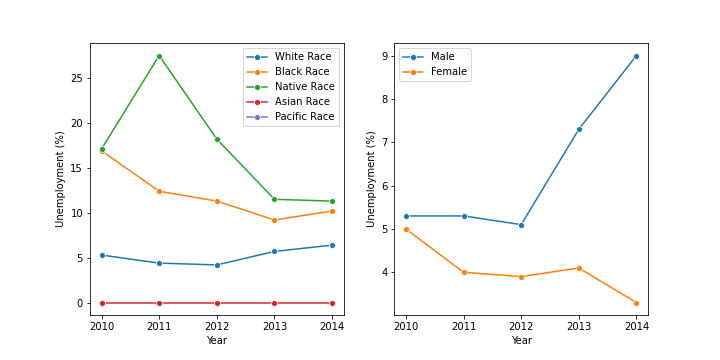 Unemployment (%)
25
20
15
10
5
0
2010 2011 2012 2013 2014
Year
White Race
Black Race
Native Race
Asian Race
Pacific Race
Unemployment (%)
9
8
7
6
5
4
2010 2011 2012 2013 2014
Year
Male
Female